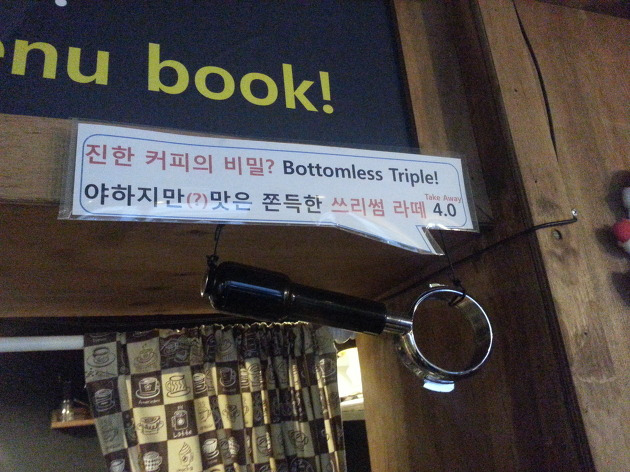 enu book!
진한 커피의 비밀? Bottomless Triple!
Take Away
야하지만(?)맛은 쫀득한 쓰리썸 라떼 4.0
Latte